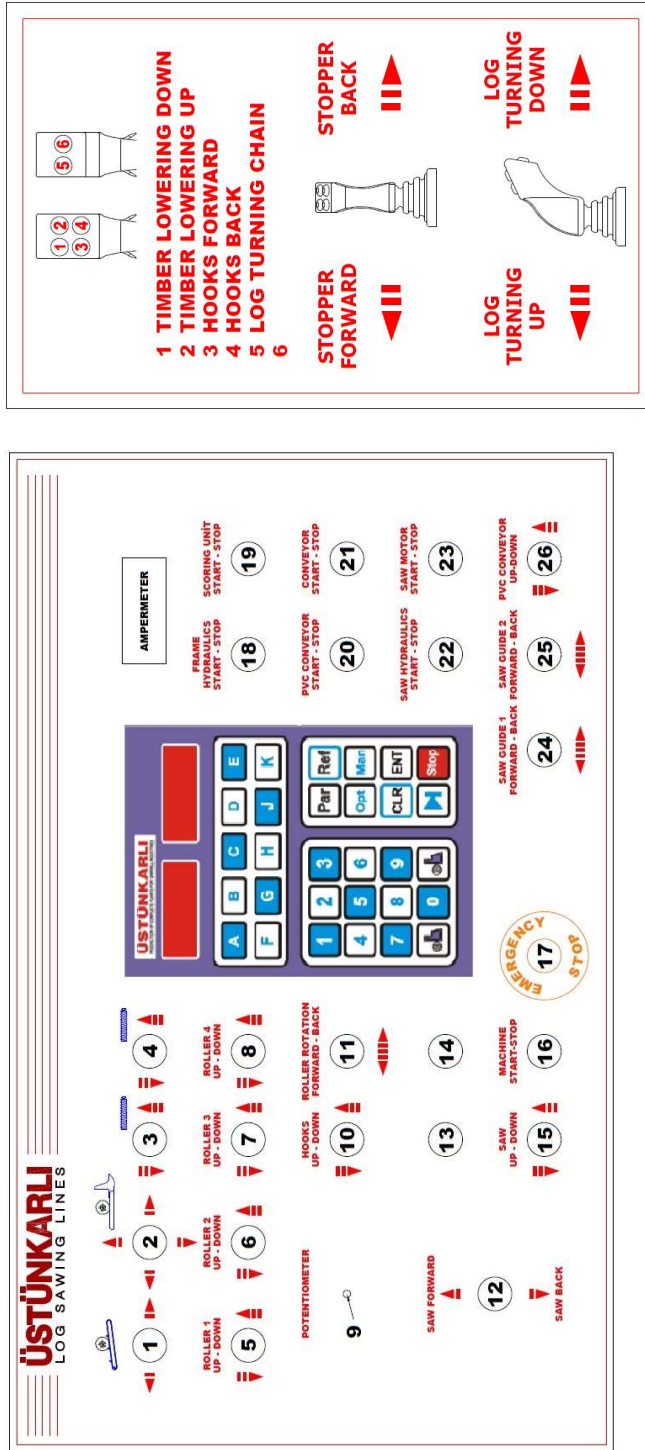 ÜSTÜNKARLI
LOG SAWING LINES
1
2
3
4
ROLLER 1
UP - DOWN
5
ROLLER 2
UP - DOWN
6
ROLLER 3
UP - DOWN
7
ROLLER 4
UP - DOWN
8
POTENTIOMETER
9
HOOKS
UP - DOWN
10
ROLLER ROTATION
FORWARD - BACK
11
SAW FORWARD
12
SAW BACK
13
14
SAW
UP - DOWN
15
MACHINE
START-STOP
16
EMERGENCY
STOP
17
ÜSTÜNKARLI
A B C D E
F G H J K
1 2 3
4 5 6
7 8 9
0
Par Ref
Opt Man
CLR ENT
Stop
AMPERMETER
FRAME
HYDRAULICS
START - STOP
18
SCORING UNİT
START - STOP
19
PVC CONVEYOR
START - STOP
20
CONVEYOR
START - STOP
21
SAW HYDRAULICS
START - STOP
22
SAW MOTOR
START - STOP
23
SAW GUIDE 1
FORWARD - BACK
24
SAW GUIDE 2
FORWARD - BACK
25
PVC CONVEYOR
UP-DOWN
26
1 2
3 4
5 6
1 TIMBER LOWERING DOWN
2 TIMBER LOWERING UP
3 HOOKS FORWARD
4 HOOKS BACK
5 LOG TURNING CHAIN
6
STOPPER
FORWARD
STOPPER
BACK
LOG
TURNING
UP
LOG
TURNING
DOWN